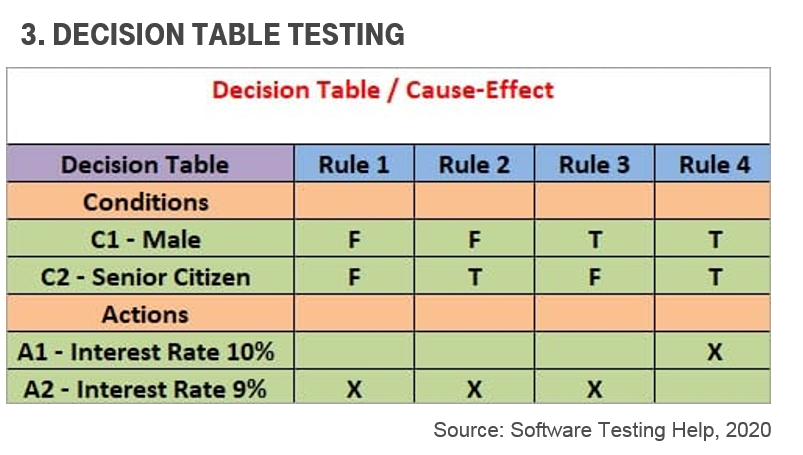 3. DECISION TABLE TESTING
Decision Table / Cause-Effect
Decision Table Rule 1 Rule 2 Rule 3 Rule 4
Conditions
C1 - Male F F T T
C2 - Senior Citizen F T F T
Actions
A1 - Interest Rate 10% X
A2 - Interest Rate 9% X X X
Source: Software Testing Help, 2020